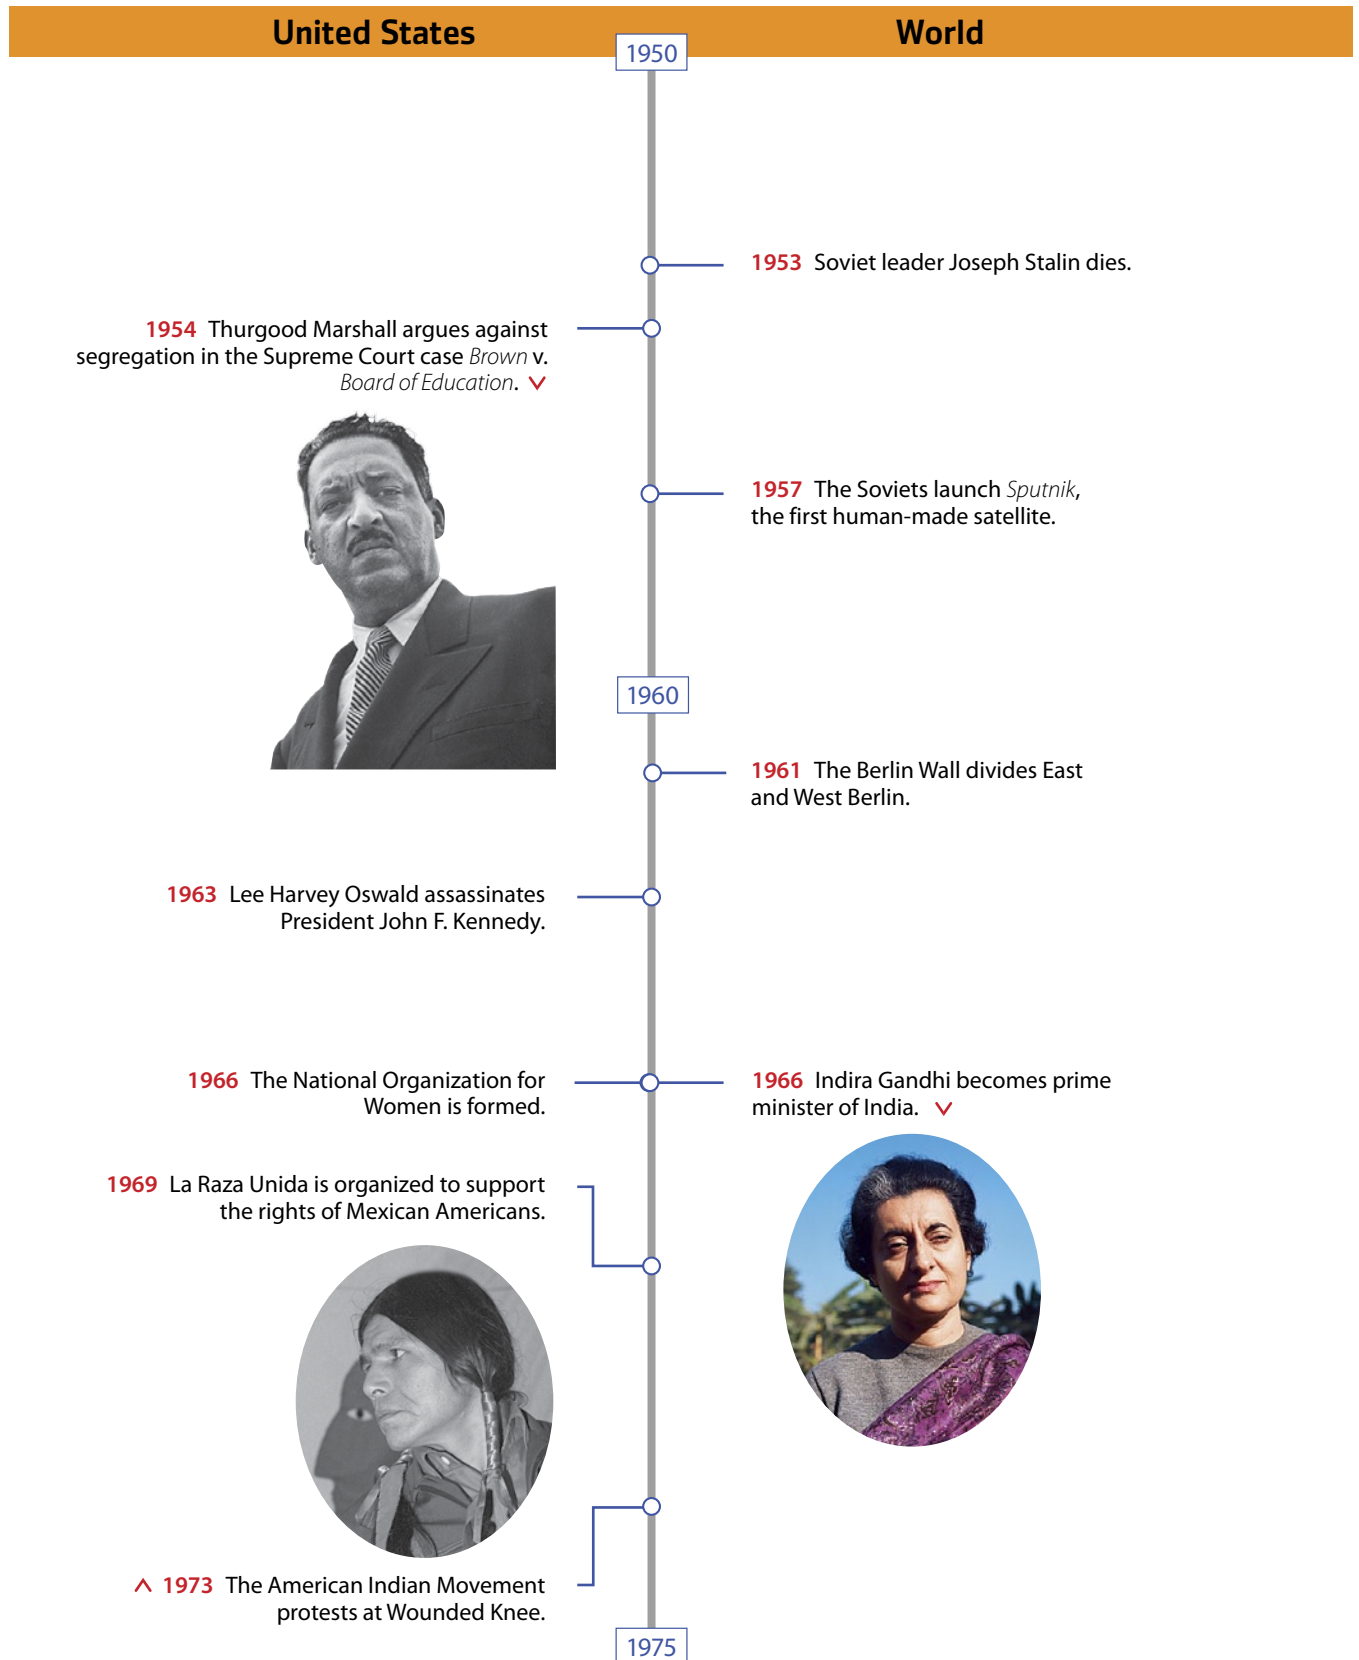 United States
World
1950
1953 Soviet leader Joseph Stalin dies.
1954 Thurgood Marshall argues against
segregation in the Supreme Court case Brown v.
Board of Education.
1957 The Soviets launch Sputnik,
the first human-made satellite.
1960
1961 The Berlin Wall divides East
and West Berlin.
1963 Lee Harvey Oswald assassinates
President John F. Kennedy.
1966 The National Organization for
Women is formed.
1966 Indira Gandhi becomes prime
minister of India.
1969 La Raza Unida is organized to support
the rights of Mexican Americans.
1973 The American Indian Movement
protests at Wounded Knee.
1975